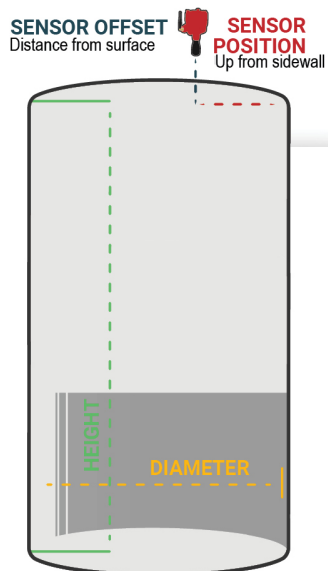 SENSOR OFFSET
Distance from surface
SENSOR
POSITION
Up from sidewall
HEIGHT
DIAMETER